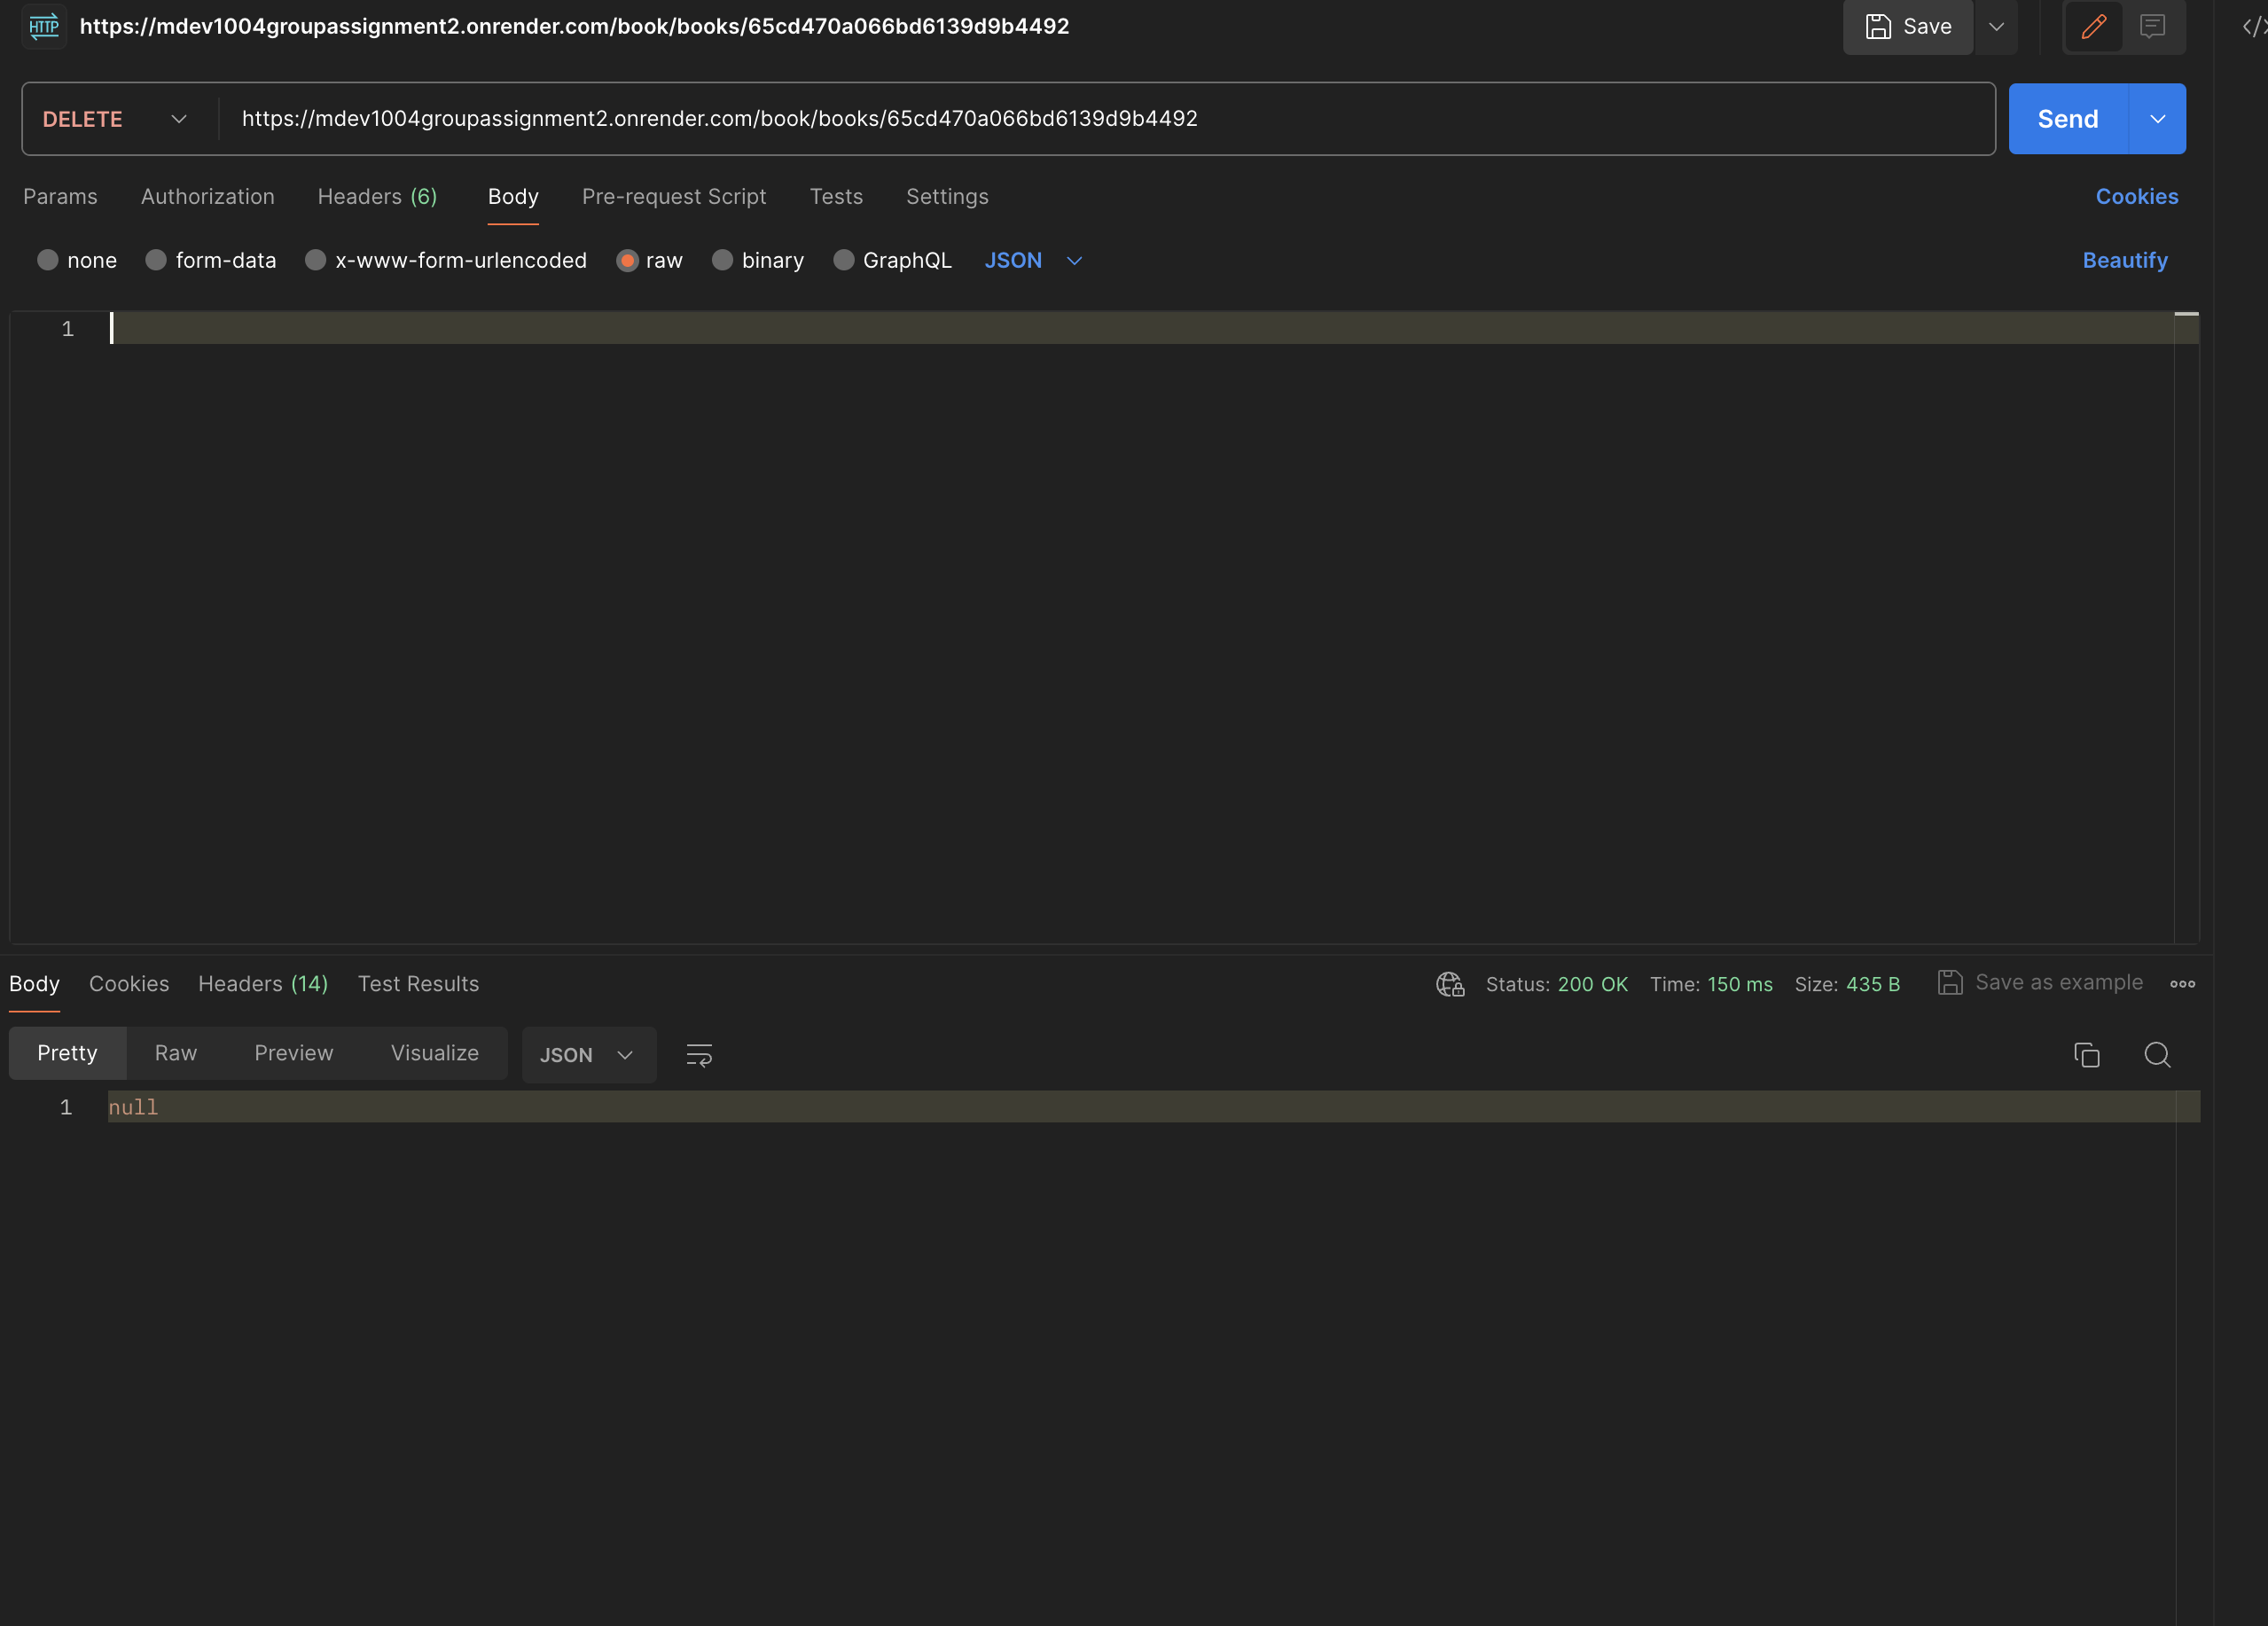 HTTP https://mdev1004groupassignment2.onrender.com/book/books/65cd470a066bd6139d9b4492 Save
DELETE https://mdev1004groupassignment2.onrender.com/book/books/65cd470a066bd6139d9b4492 Send
Params Authorization Headers (6) Body Pre-request Script Tests Settings Cookies
none form-data x-www-form-urlencoded raw binary GraphQL JSON Beautify
1
Body Cookies Headers (14) Test Results Status: 200 OK Time: 150 ms Size: 435 B Save as example
Pretty Raw Preview Visualize JSON
1 null